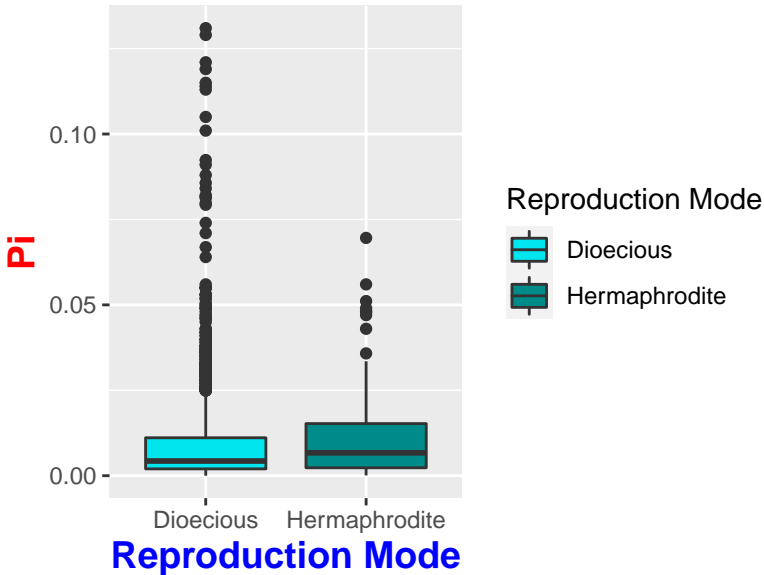 Pi
0.10
0.05
0.00
Dioecious
Hermaphrodite
Reproduction Mode
Reproduction Mode
Dioecious
Hermaphrodite